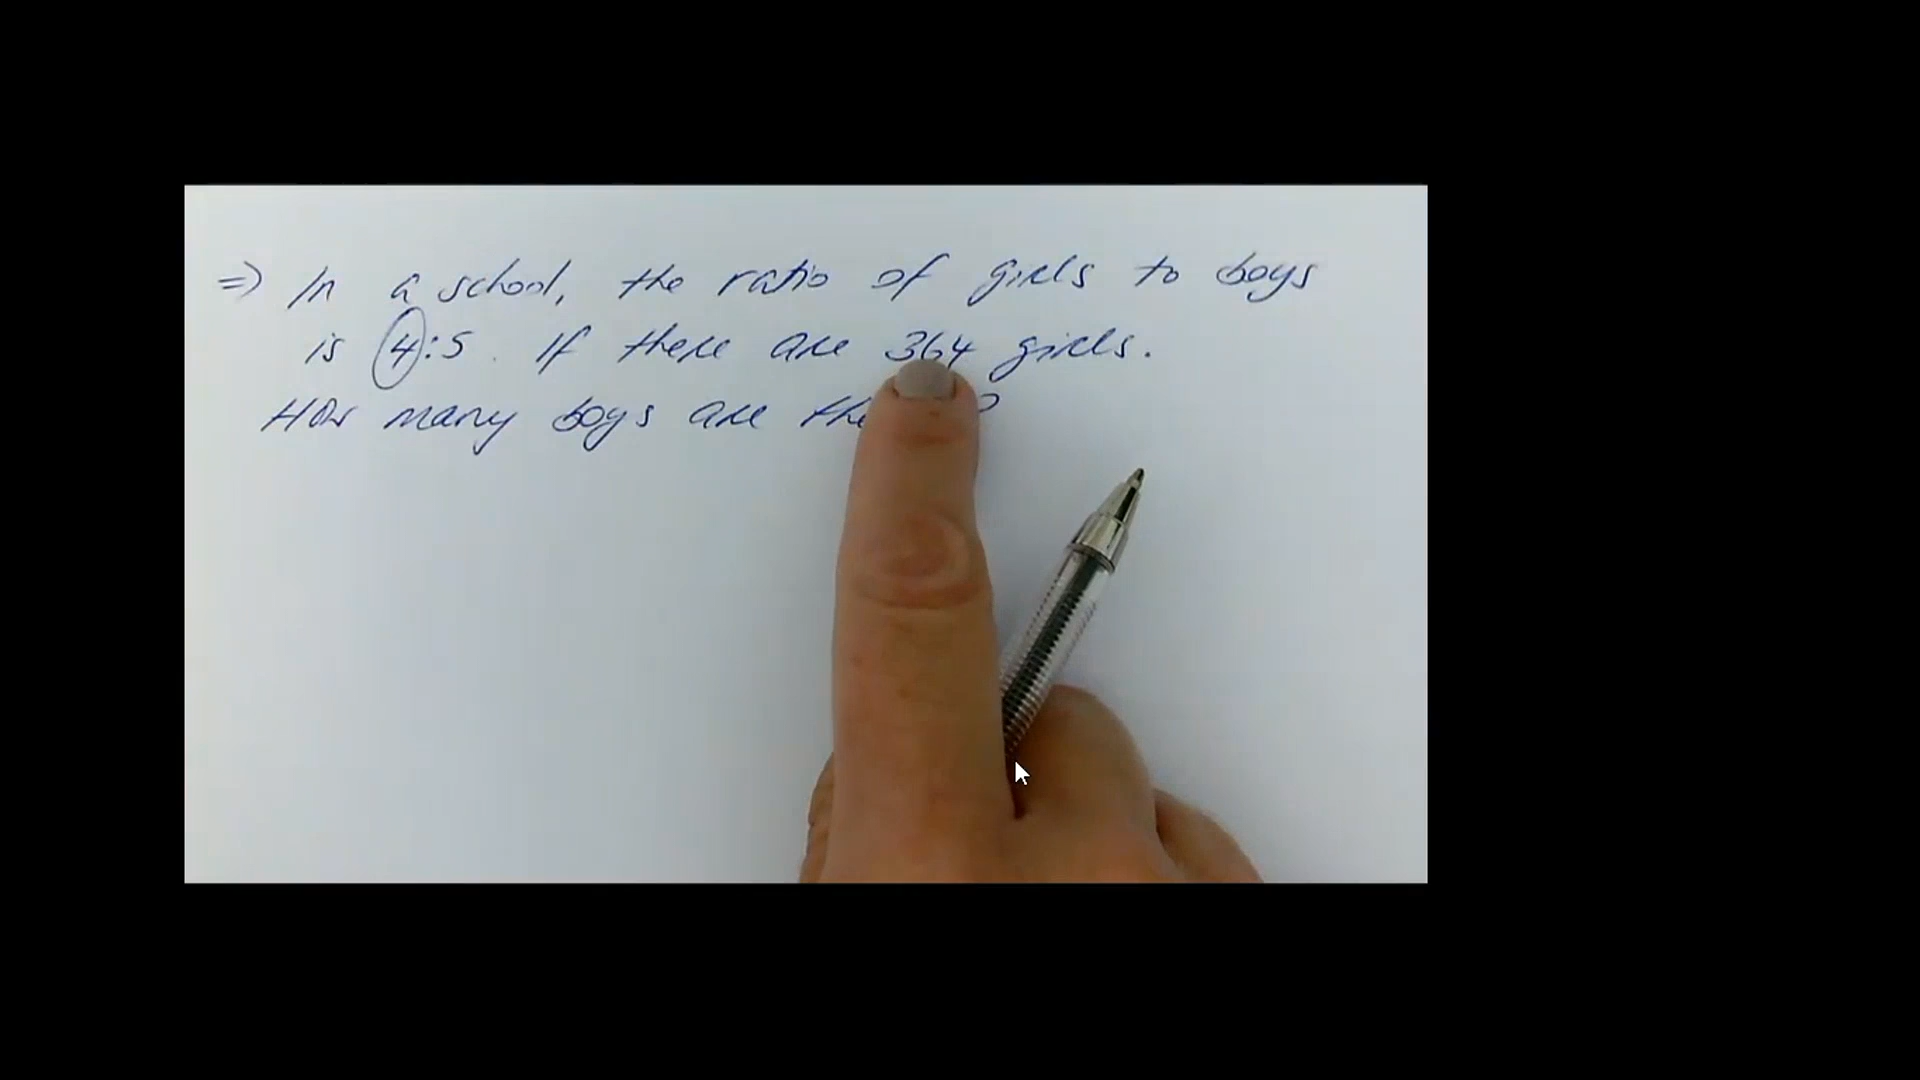 =) In a school, the ratio of girls to boys
is 4:5. If there are 364 girls.
How many boys are